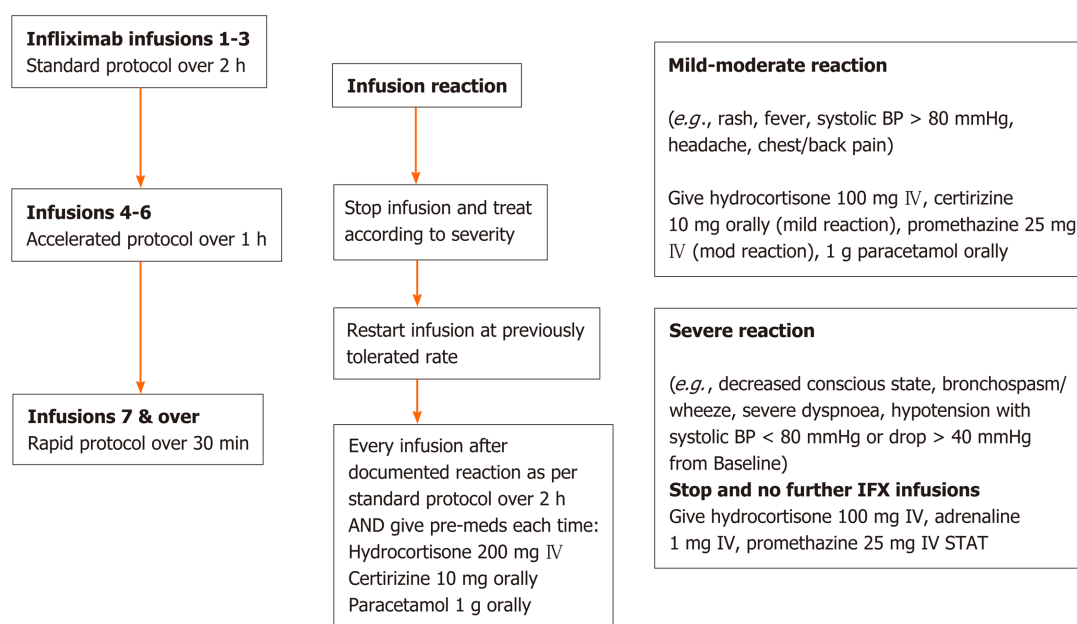 Infliximab infusions 1-3
Standard protocol over 2 h
Infusions 4-6
Accelerated protocol over 1 h
Infusions 7 & over
Rapid protocol over 30 min
Infusion reaction
Stop infusion and treat
according to severity
Restart infusion at previously
tolerated rate
Every infusion after
documented reaction as per
standard protocol over 2 h
AND give pre-meds each time:
Hydrocortisone 200 mg Ⅳ
Certirizine 10 mg orally
Paracetamol 1 g orally
Mild-moderate reaction
(e.g., rash, fever, systolic BP > 80 mmHg,
headache, chest/back pain)
Give hydrocortisone 100 mg Ⅳ, certirizine
10 mg orally (mild reaction), promethazine 25 mg
Ⅳ (mod reaction), 1 g paracetamol orally
Severe reaction
(e.g., decreased conscious state, bronchospasm/
wheeze, severe dyspnoea, hypotension with
systolic BP < 80 mmHg or drop > 40 mmHg
from Baseline)
Stop and no further IFX infusions
Give hydrocortisone 100 mg IV, adrenaline
1 mg IV, promethazine 25 mg IV STAT